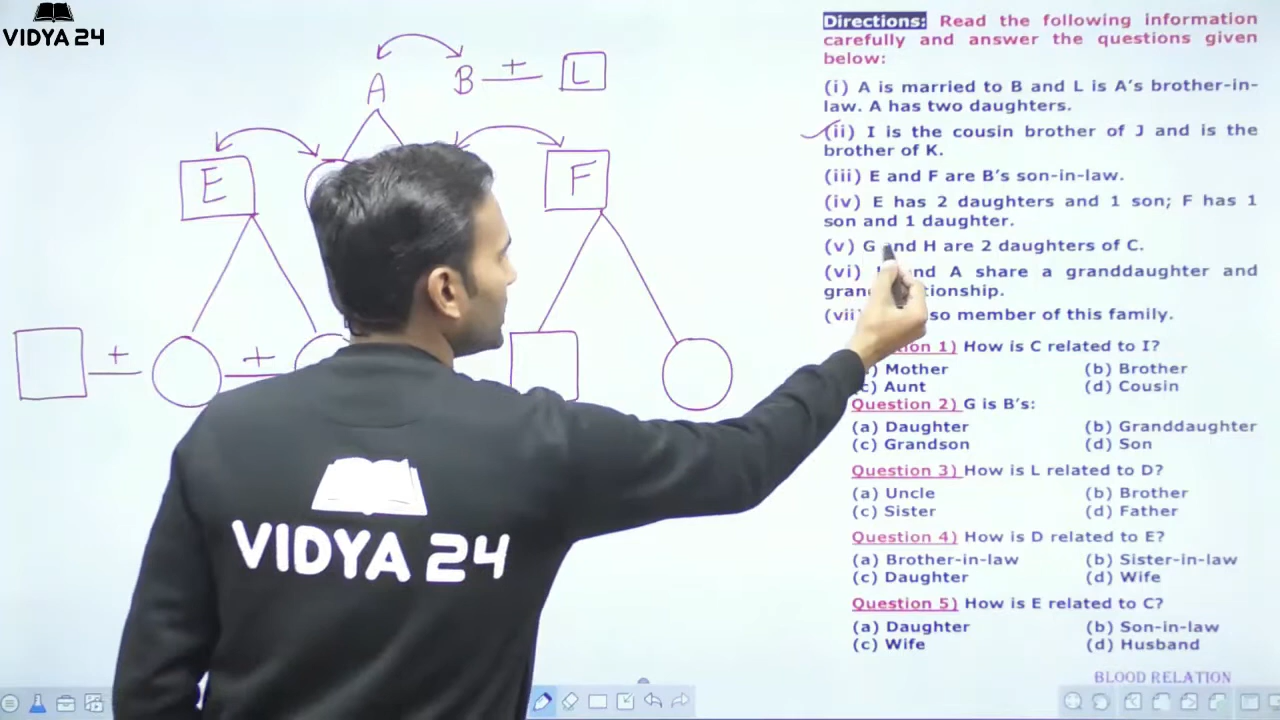 VIDYA 24
A
B + L
E
F
+
+
VIDYA 24
Directions: Read the following information
carefully and answer the questions given
below:
(i) A is married to B and L is A's brother-in-
law. A has two daughters.
(ii) I is the cousin brother of J and is the
brother of K.
(iii) E and F are B's son-in-law.
(iv) E has 2 daughters and 1 son; F has 1
son and 1 daughter.
(v) G and H are 2 daughters of C.
(vi) and A share a granddaughter and
(vii) member of this family.
1) How is C related to I?
Mother
(b) Brother
(c) Aunt
(d) Cousin
Question 2) G is B's:
(a) Daughter
(b) Granddaughter
(c) Grandson
(d) Son
Question 3) How is L related to D?
(a) Uncle
(b) Brother
(c) Sister
(d) Father
Question 4) How is D related to E?
(a) Brother-in-law
(b) Sister-in-law
(c) Daughter
(d) Wife
Question 5) How is E related to C?
(a) Daughter
(b) Son-in-law
(c) Wife
(d) Husband
BLOOD RELATION